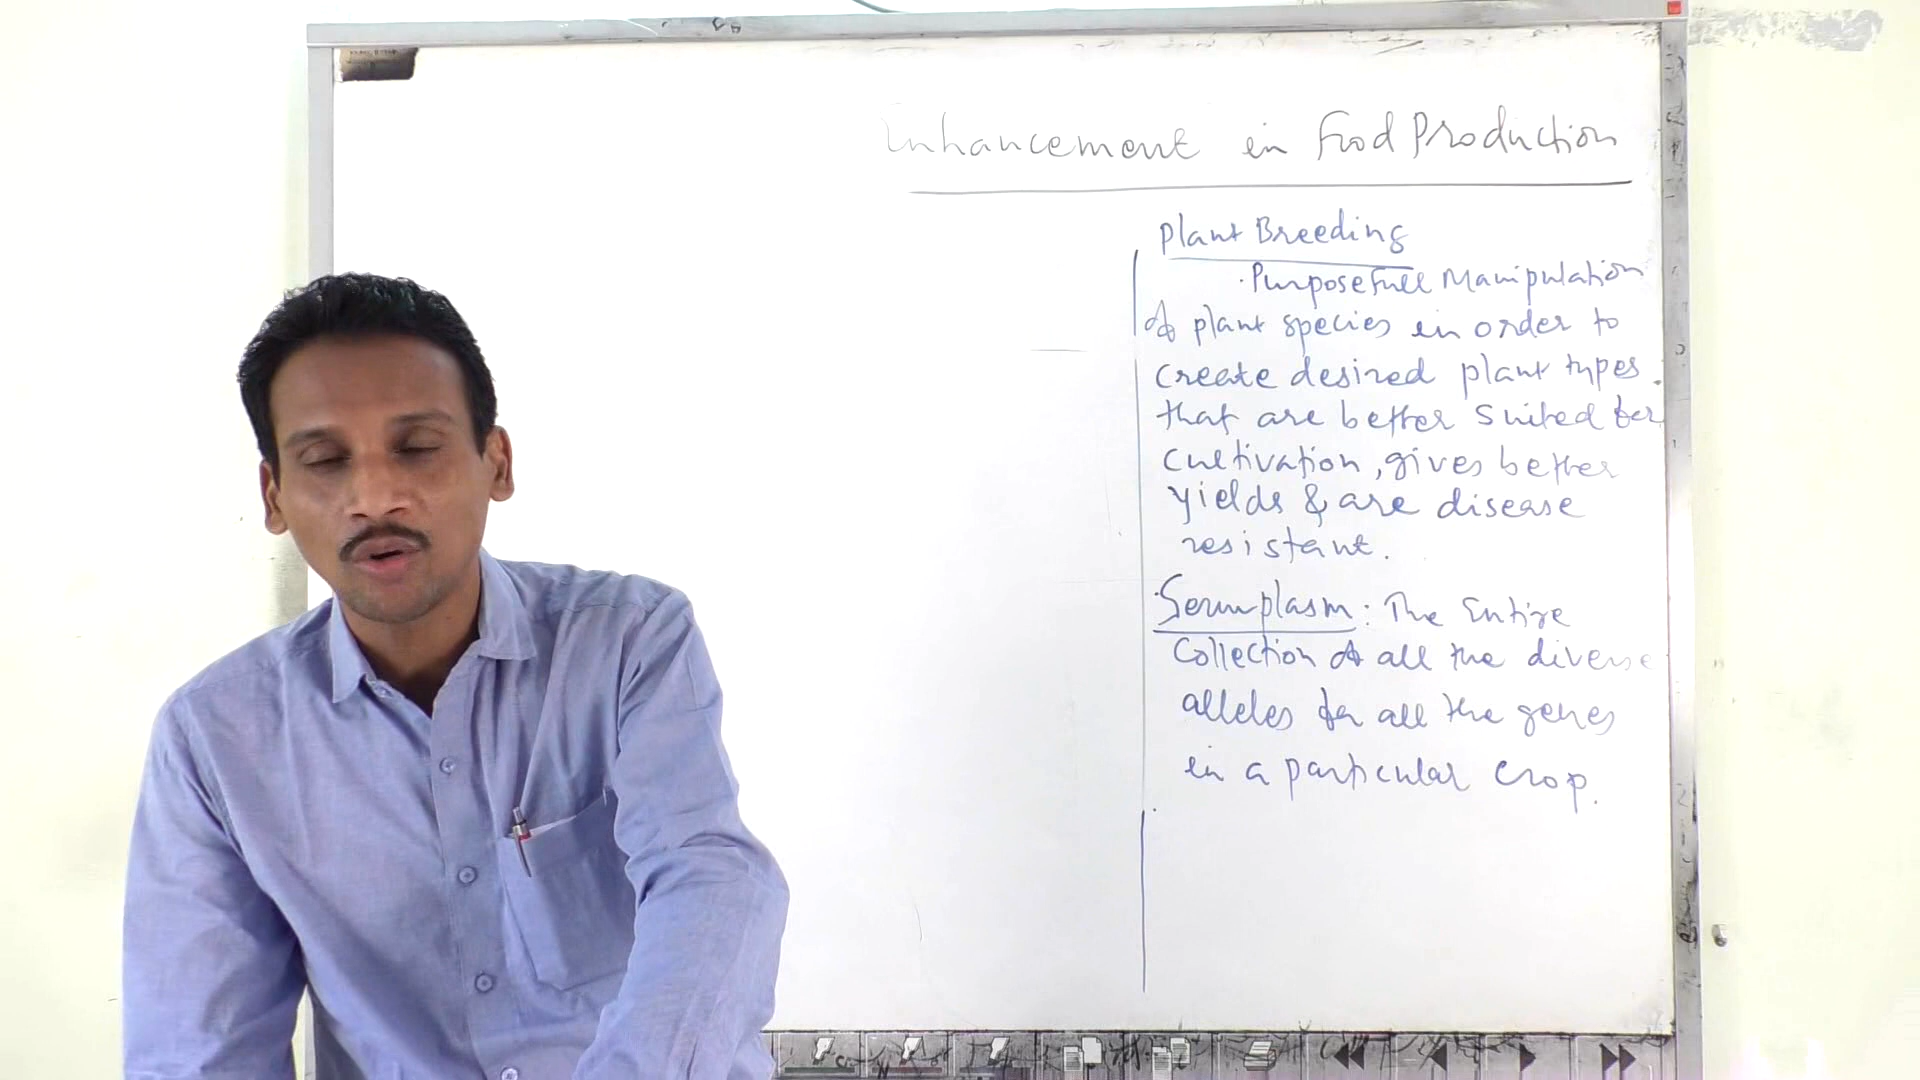 Enhancement in Food Production
Plant Breeding
. Purposefull Manipulation
of plant species in order to
create desired plant types
that are better suited for
cultivation, gives better
yields & are disease
resistant.
Germplasm : The Entire
Collection of all the diverse
alleles for all the genes
in a particular crop.